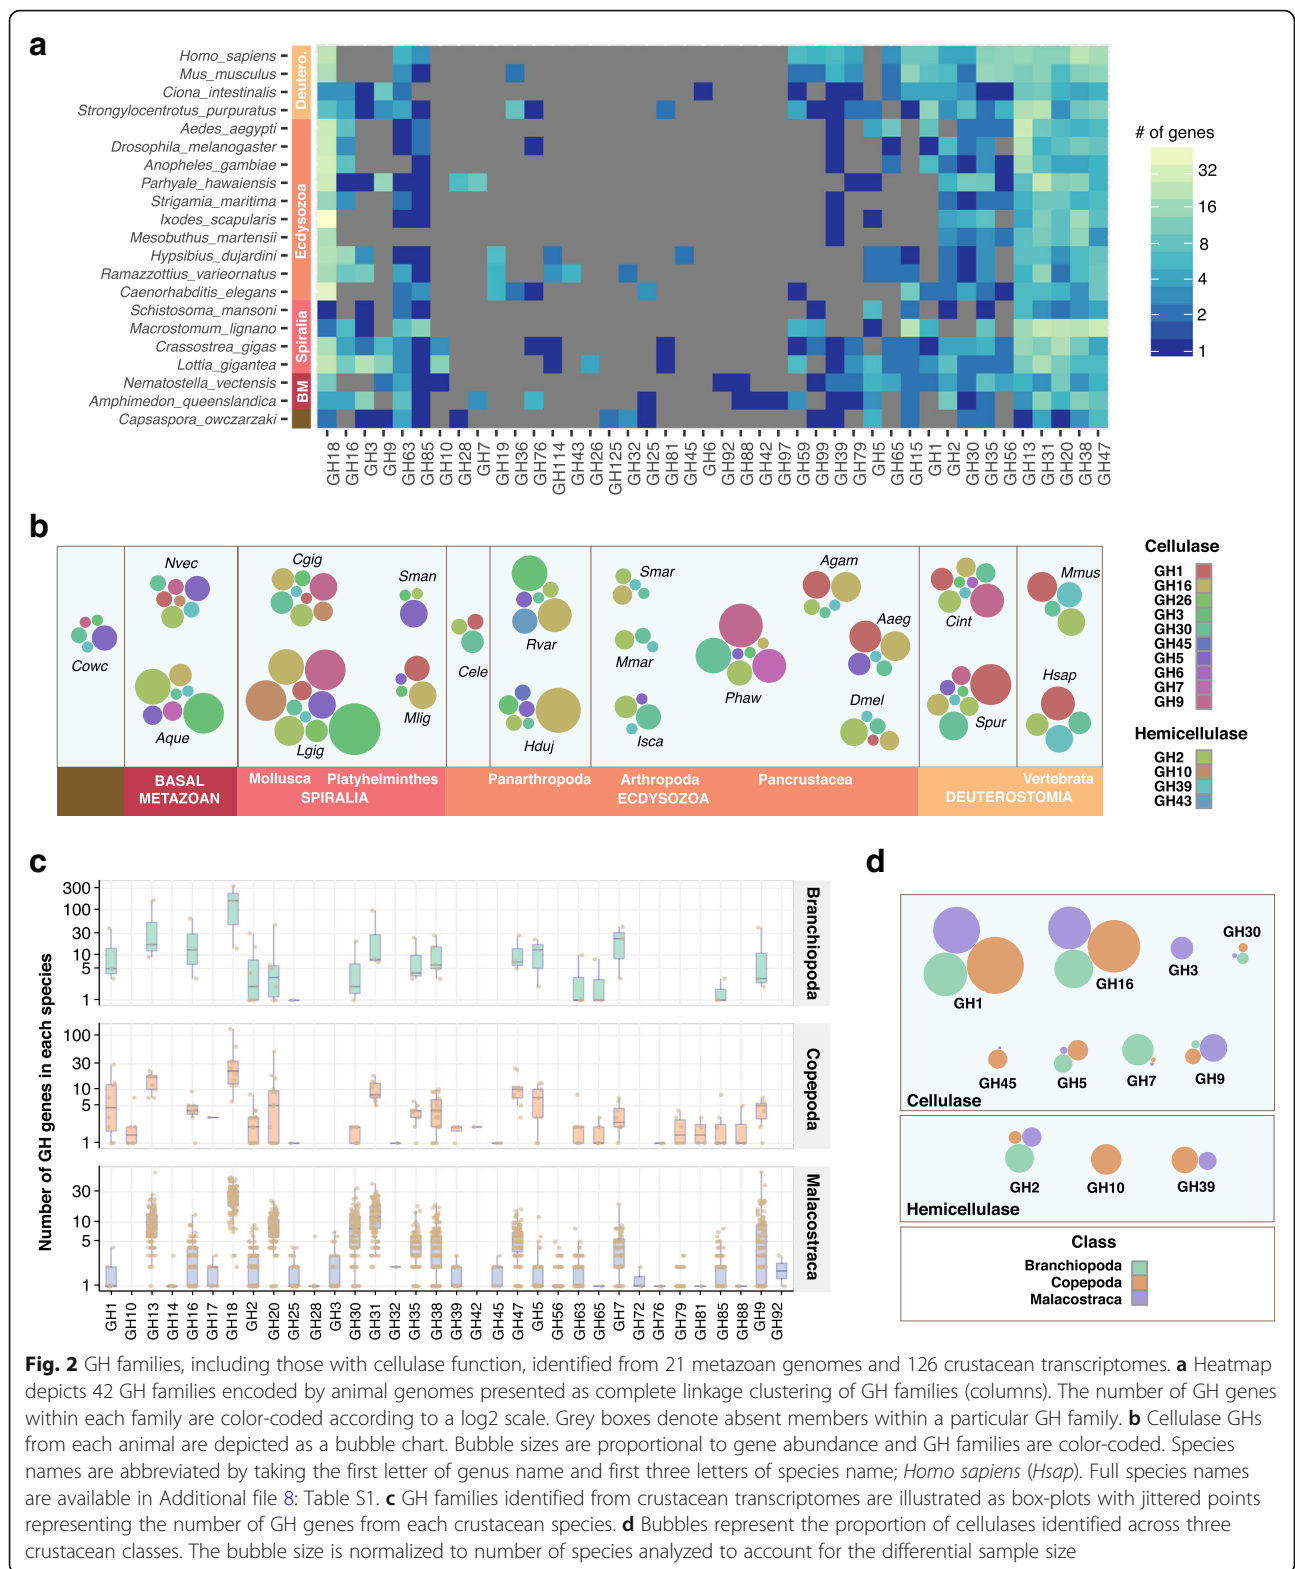 a
Homo_sapiens
Mus_musculus
Ciona_intestinalis
Strongylocentrotus_purpuratus
Aedes_aegypti
Drosophila_melanogaster
Anopheles_gambiae
Parhyale_hawaiensis
Strigamia_maritima
Ixodes_scapularis
Mesobuthus_martensii
Hypsibius_dujardini
Ramazzottius_varieornatus
Caenorhabditis_elegans
Schistosoma_mansoni
Macrostomum_lignano
Crassostrea_gigas
Lottia_gigantea
Nematostella_vectensis
Amphimedon_queenslandica
Capsaspora_owczarzaki
Deutero.
Ecdysozoa
Spiralia
BM
# of genes
32
16
8
4
2
1
GH18 GH16 GH3 GH9 GH63 GH85 GH10 GH28 GH7 GH19 GH36 GH76 GH114 GH43 GH26 GH125 GH32 GH25 GH81 GH45 GH6 GH92 GH88 GH42 GH97 GH59 GH99 GH39 GH79 GH5 GH65 GH15 GH1 GH2 GH30 GH35 GH56 GH13 GH31 GH20 GH38 GH47
b
Cowc
Nvec
Aque
Cgig
Sman
Lgig
Mlig
Cele
Rvar
Hduj
Smar
Mmar
Isca
Phaw
Agam
Aaeg
Dmel
Cint
Spur
Mmus
Hsap
BASAL
METAZOAN
Mollusca Platyhelminthes
SPIRALIA
Panarthropoda Arthropoda Pancrustacea
ECDYSOZOA
Vertebrata
DEUTEROSTOMIA
Cellulase
GH1
GH16
GH26
GH3
GH30
GH45
GH5
GH6
GH7
GH9
Hemicellulase
GH2
GH10
GH39
GH43
c
Number of GH genes in each species
300
100
30
10
5
1
Branchiopoda
100
30
10
5
1
Copepoda
30
10
5
1
Malacostraca
GH1 GH10 GH13 GH14 GH16 GH17 GH18 GH2 GH20 GH25 GH28 GH3 GH30 GH31 GH32 GH35 GH38 GH39 GH42 GH45 GH47 GH5 GH56 GH63 GH65 GH7 GH72 GH76 GH79 GH81 GH85 GH88 GH9 GH92
d
GH1
GH16
GH3
GH30
GH45
GH5
GH7
GH9
Cellulase
GH2
GH10
GH39
Hemicellulase
Class
Branchiopoda
Copepoda
Malacostraca
Fig. 2 GH families, including those with cellulase function, identified from 21 metazoan genomes and 126 crustacean transcriptomes. a Heatmap
depicts 42 GH families encoded by animal genomes presented as complete linkage clustering of GH families (columns). The number of GH genes
within each family are color-coded according to a log2 scale. Grey boxes denote absent members within a particular GH family. b Cellulase GHs
from each animal are depicted as a bubble chart. Bubble sizes are proportional to gene abundance and GH families are color-coded. Species
names are abbreviated by taking the first letter of genus name and first three letters of species name; Homo sapiens (Hsap). Full species names
are available in Additional file 8: Table S1. c GH families identified from crustacean transcriptomes are illustrated as box-plots with jittered points
representing the number of GH genes from each crustacean species. d Bubbles represent the proportion of cellulases identified across three
crustacean classes. The bubble size is normalized to number of species analyzed to account for the differential sample size